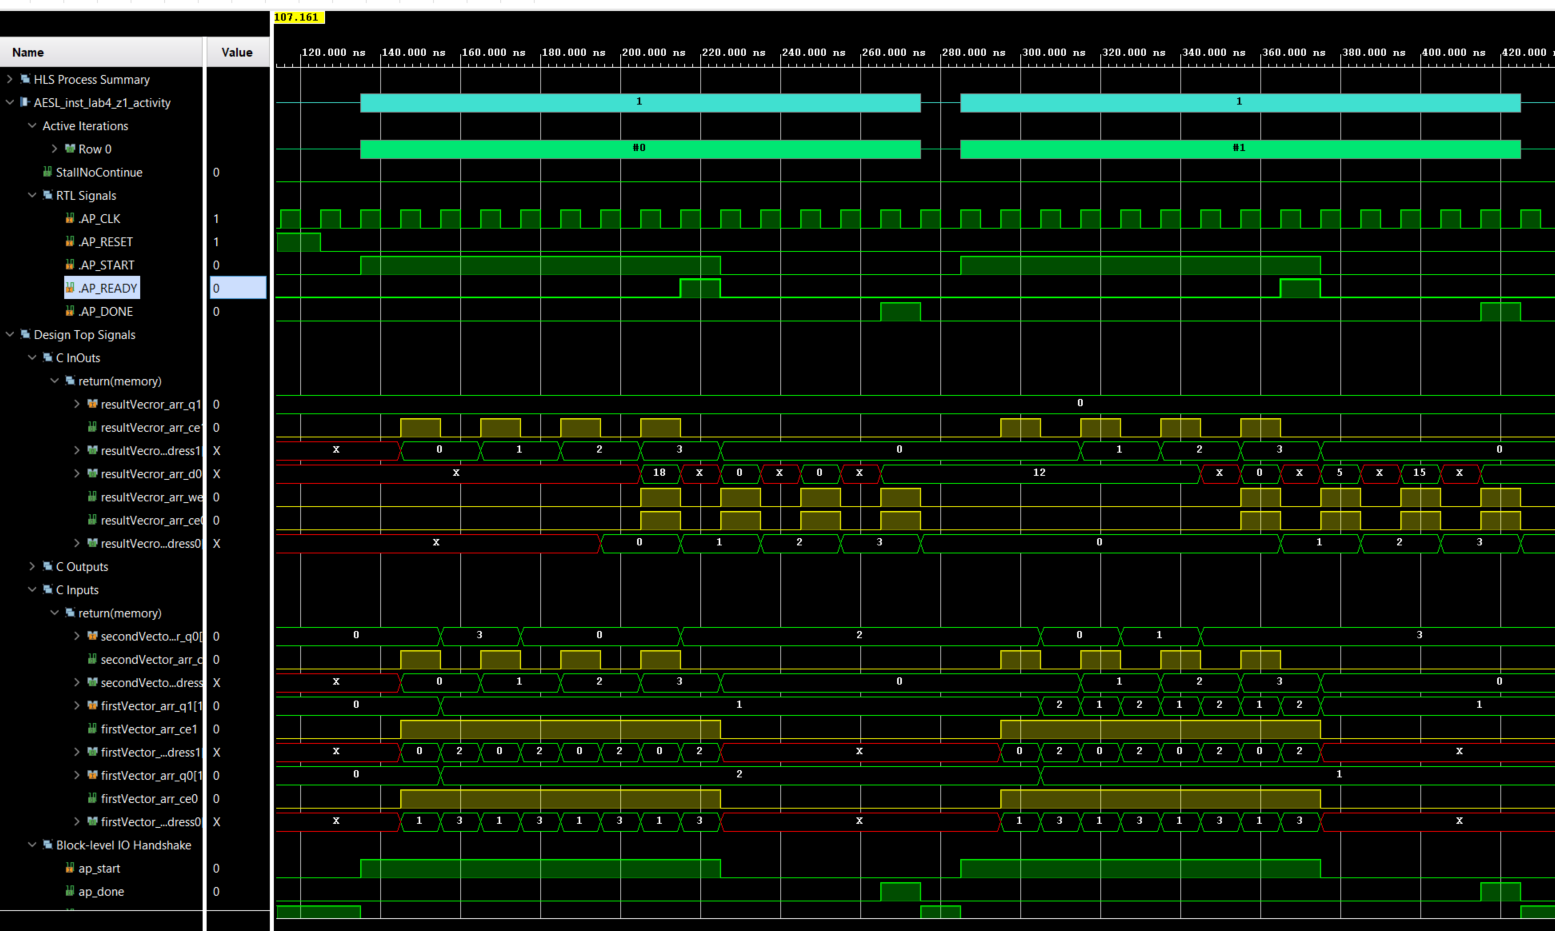 107.161
Name Value 120.000 ns 140.000 ns 160.000 ns 180.000 ns 200.000 ns 220.000 ns 240.000 ns 260.000 ns 280.000 ns 300.000 ns 320.000 ns 340.000 ns 360.000 ns 380.000 ns 400.000 ns 420.000
HLS Process Summary
AESL_inst_lab4_z1_activity 1 1
Active Iterations
Row 0 #0 #1
StallNoContinue 0
RTL Signals
.AP_CLK 1
.AP_RESET 1
.AP_START 0
.AP_READY 0
.AP_DONE 0
Design Top Signals
C InOuts
return(memory)
resultVecror_arr_q1 0 0
resultVecror_arr_ce 0
resultVecro...dress1 X X 0 1 2 3 0 1 2 3 0
resultVecror_arr_d0 X X 18 X 0 X 0 X 12 X 0 X 5 X 15 X
resultVecror_arr_we 0
resultVecror_arr_ce 0
resultVecro...dress0 X X 0 1 2 3 0 1 2 3
C Outputs
C Inputs
return(memory)
secondVecto...r_q0[ 0 0 3 0 2 0 1 3
secondVector_arr_c 0
secondVecto...dress X X 0 1 2 3 0 1 2 3 0
firstVector_arr_q1[1 0 0 1 2 1 2 1 2 1 2 1
firstVector_arr_ce1 0
firstVector_...dress1 X X 0 2 0 2 0 2 0 2 X 0 2 0 2 0 2 0 2 X
firstVector_arr_q0[1 0 0 2 1
firstVector_arr_ce0 0
firstVector_...dress0 X X 1 3 1 3 1 3 1 3 X 1 3 1 3 1 3 1 3 X
Block-level IO Handshake
ap_start 0
ap_done 0